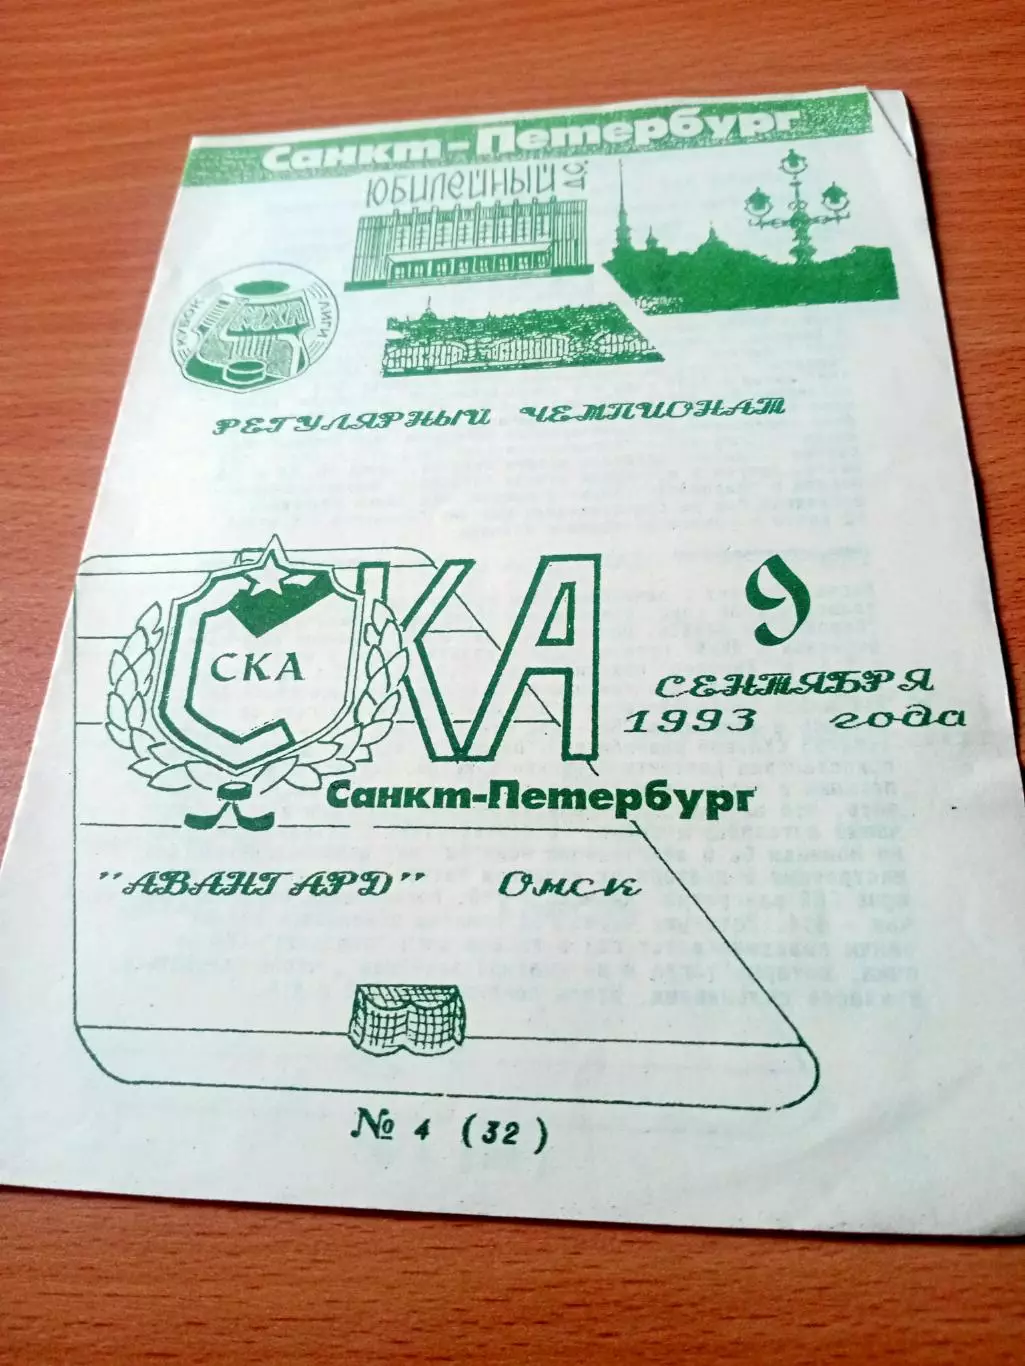 Санкт-Петербург
ЮБИЛЕЙНЫЙ Д.С.
КУБОК МХЛ ЛИГИ
РЕГУЛЯРНЫЙ ЧЕМПИОНАТ
СКА
СКА
9
СЕНТЯБРЯ
1993 года
Санкт-Петербург
"АВАНГАРД" Омск
№ 4 (32)